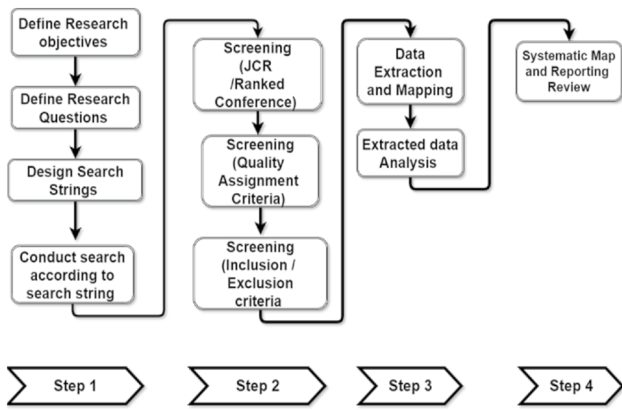 Define Research
objectives
Define Research
Questions
Design Search
Strings
Conduct search
according to
search string
Screening
(JCR
/Ranked
Conference)
Screening
(Quality
Assignment
Criteria)
Screening
(Inclusion /
Exclusion
criteria
Data
Extraction
and Mapping
Extracted data
Analysis
Systematic Map
and Reporting
Review
Step 1
Step 2
Step 3
Step 4